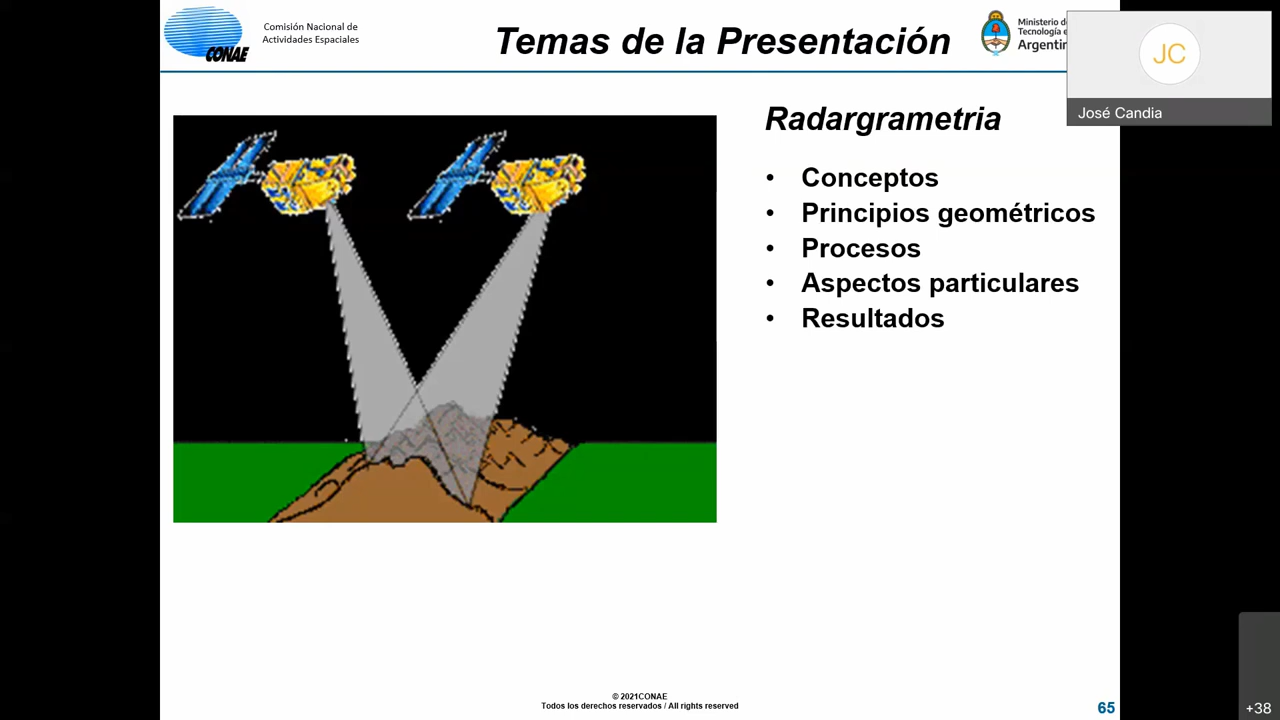 CONAE
Comisión Nacional de
Actividades Espaciales
Temas de la Presentación
Ministerio de
Tecnología e
Argentin
JC
José Candia
Radargrametria
• Conceptos
• Principios geométricos
• Procesos
• Aspectos particulares
• Resultados
© 2021CONAE
Todos los derechos reservados / All rights reserved
65
+38